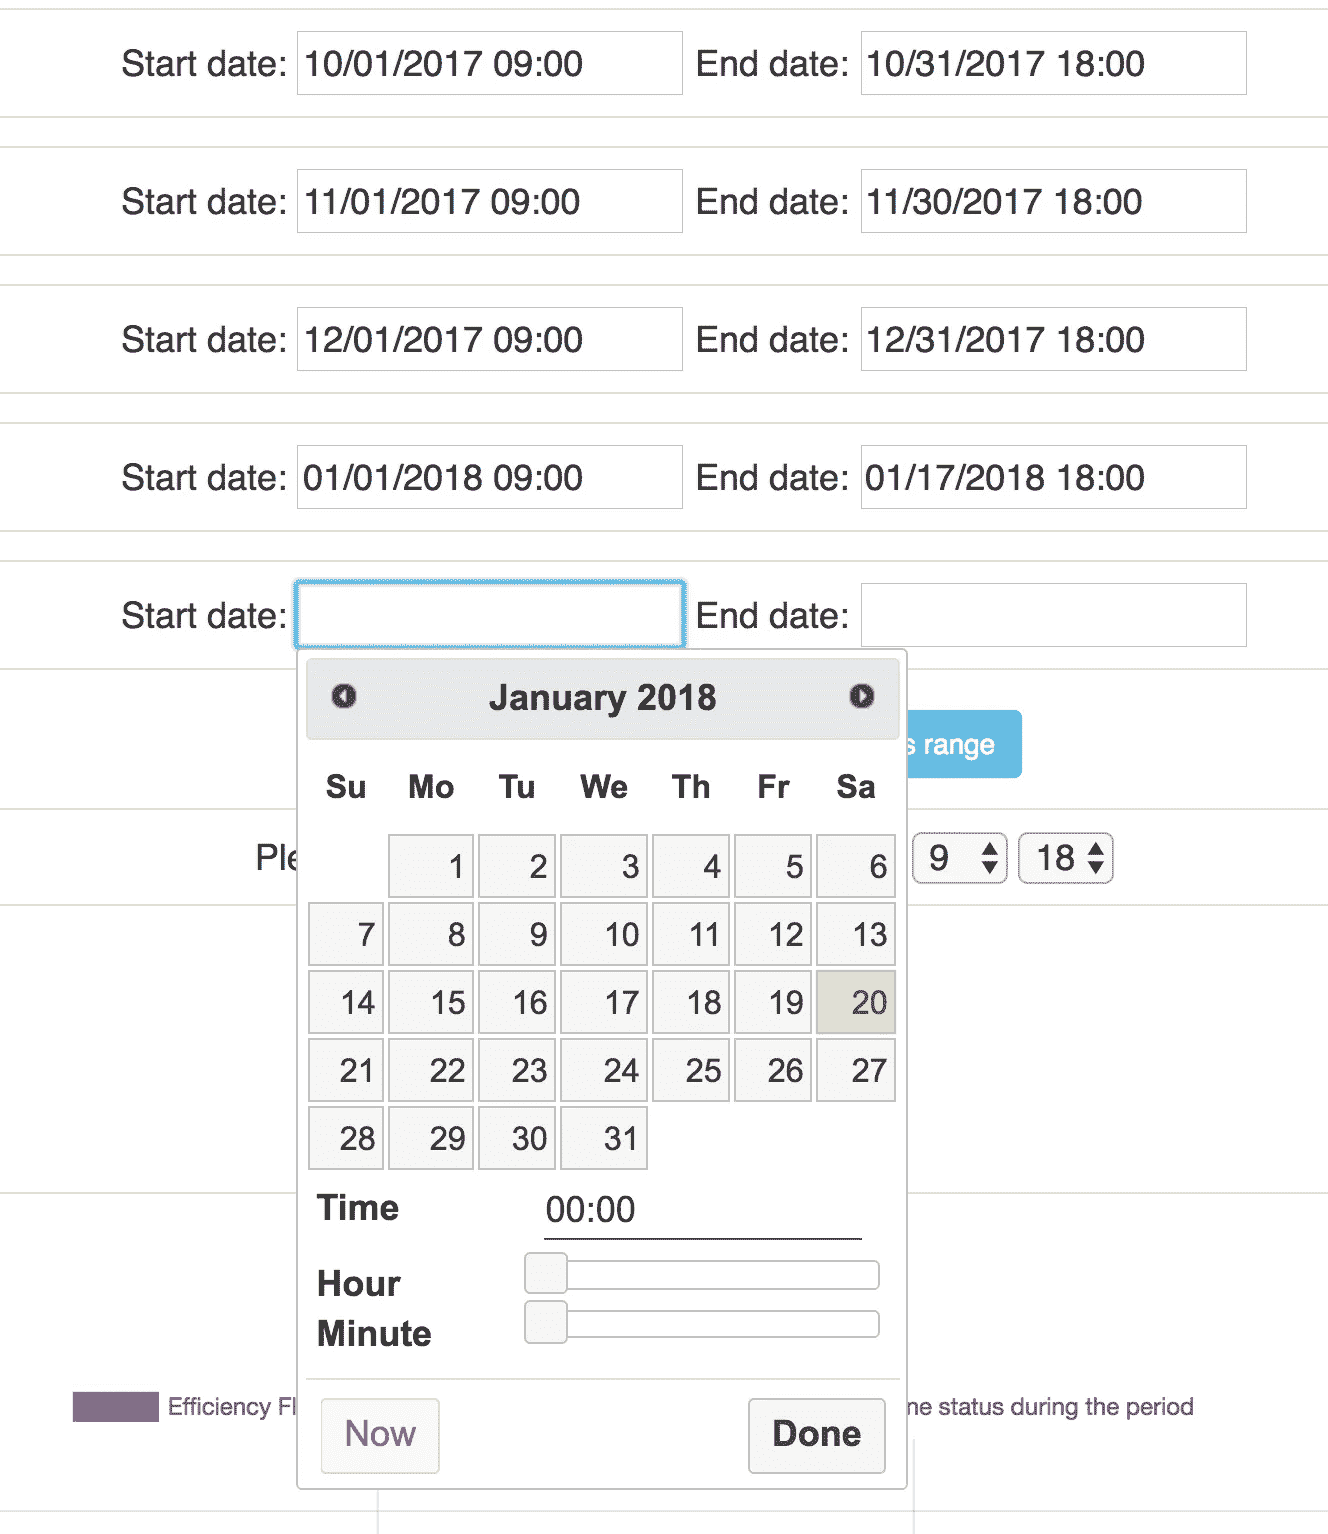 Start date: 10/01/2017 09:00 End date: 10/31/2017 18:00
Start date: 11/01/2017 09:00 End date: 11/30/2017 18:00
Start date: 12/01/2017 09:00 End date: 12/31/2017 18:00
Start date: 01/01/2018 09:00 End date: 01/17/2018 18:00
Start date: End date:
January 2018
range
Su Mo Tu We Th Fr Sa
1 2 3 4 5 6
9 18
7 8 9 10 11 12 13
14 15 16 17 18 19 20
21 22 23 24 25 26 27
28 29 30 31
Time 00:00
Hour
Minute
Efficiency status during the period
Now Done